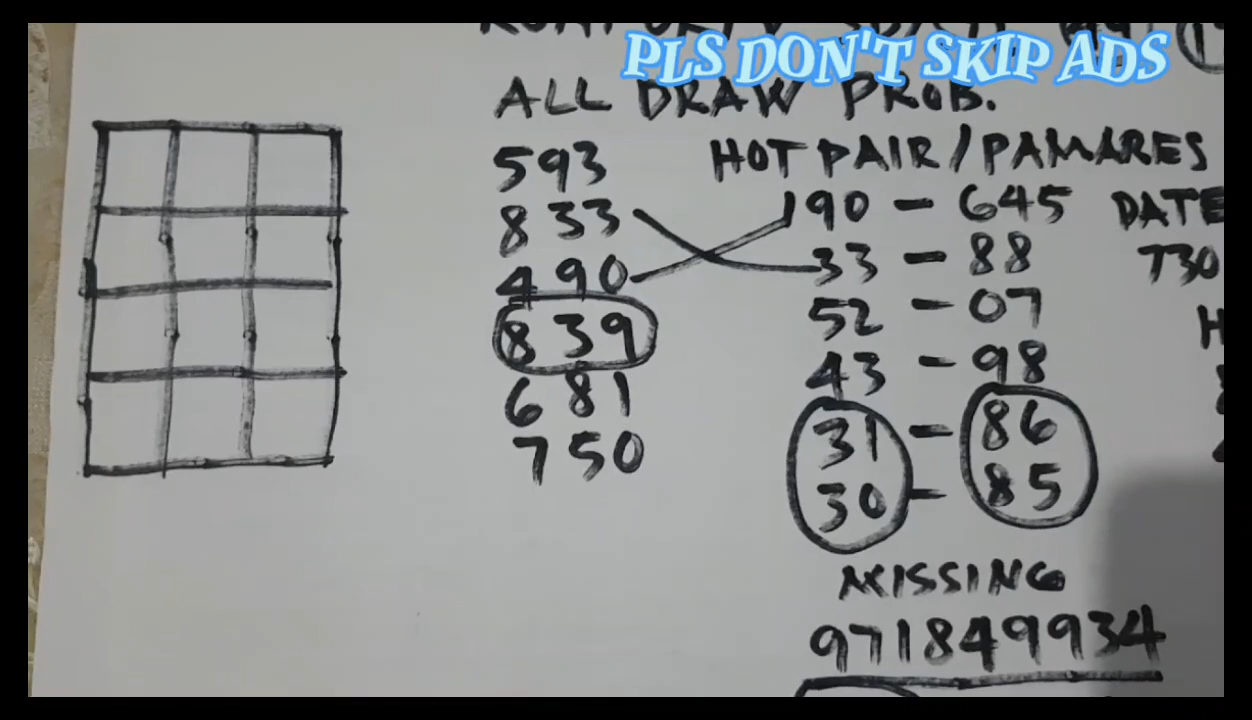 PLS DON'T SKIP ADS
ALL DRAW PROB.
593
833
490
839
681
750
HOT PAIR/PAMARES
190 - 645
33 - 88
52 - 07
43 - 98
31 - 86
30 - 85
DATE
730
H
MISSING
9718499934